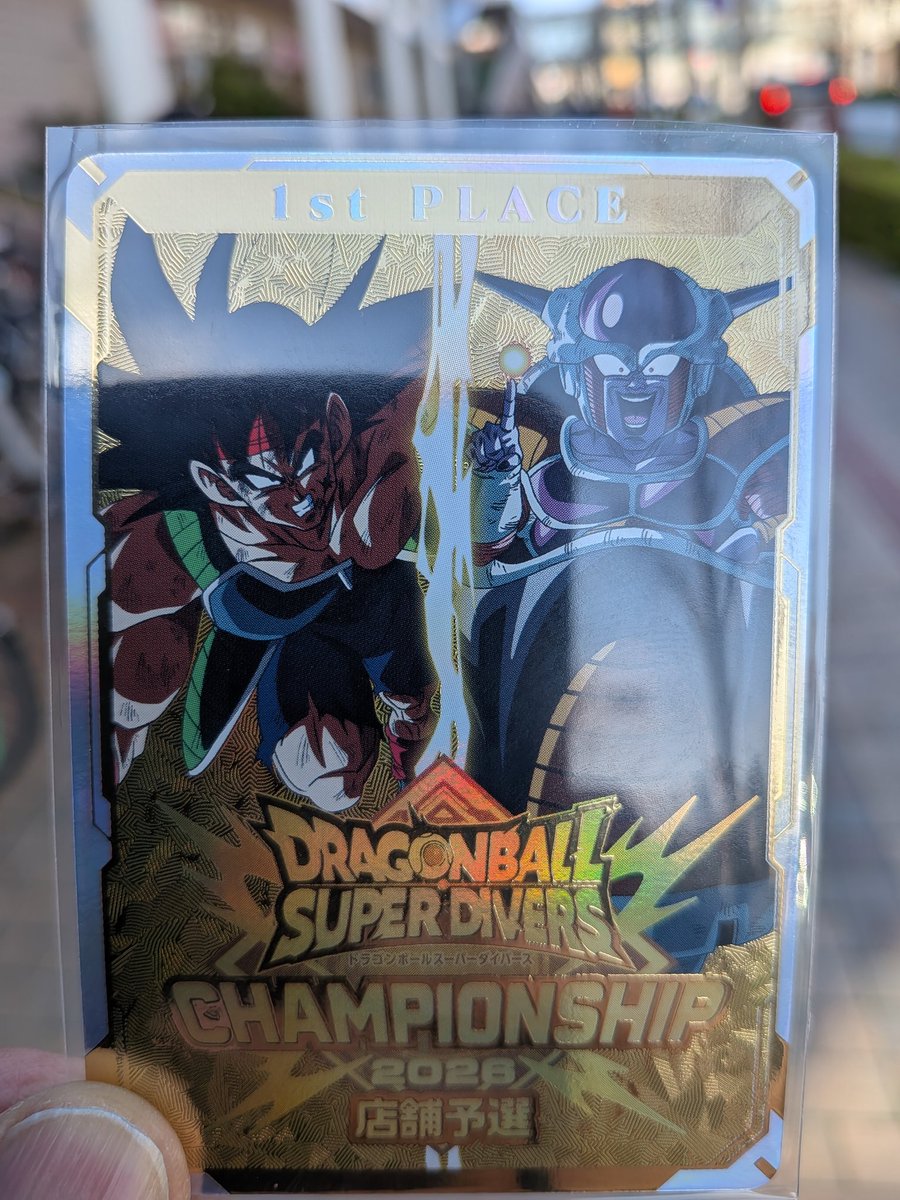 1st PLACE
DRAGONBALL
SUPER DIVERS
ドラゴンボールスーパーダイバーズ
CHAMPIONSHIP
2026
店舗予選